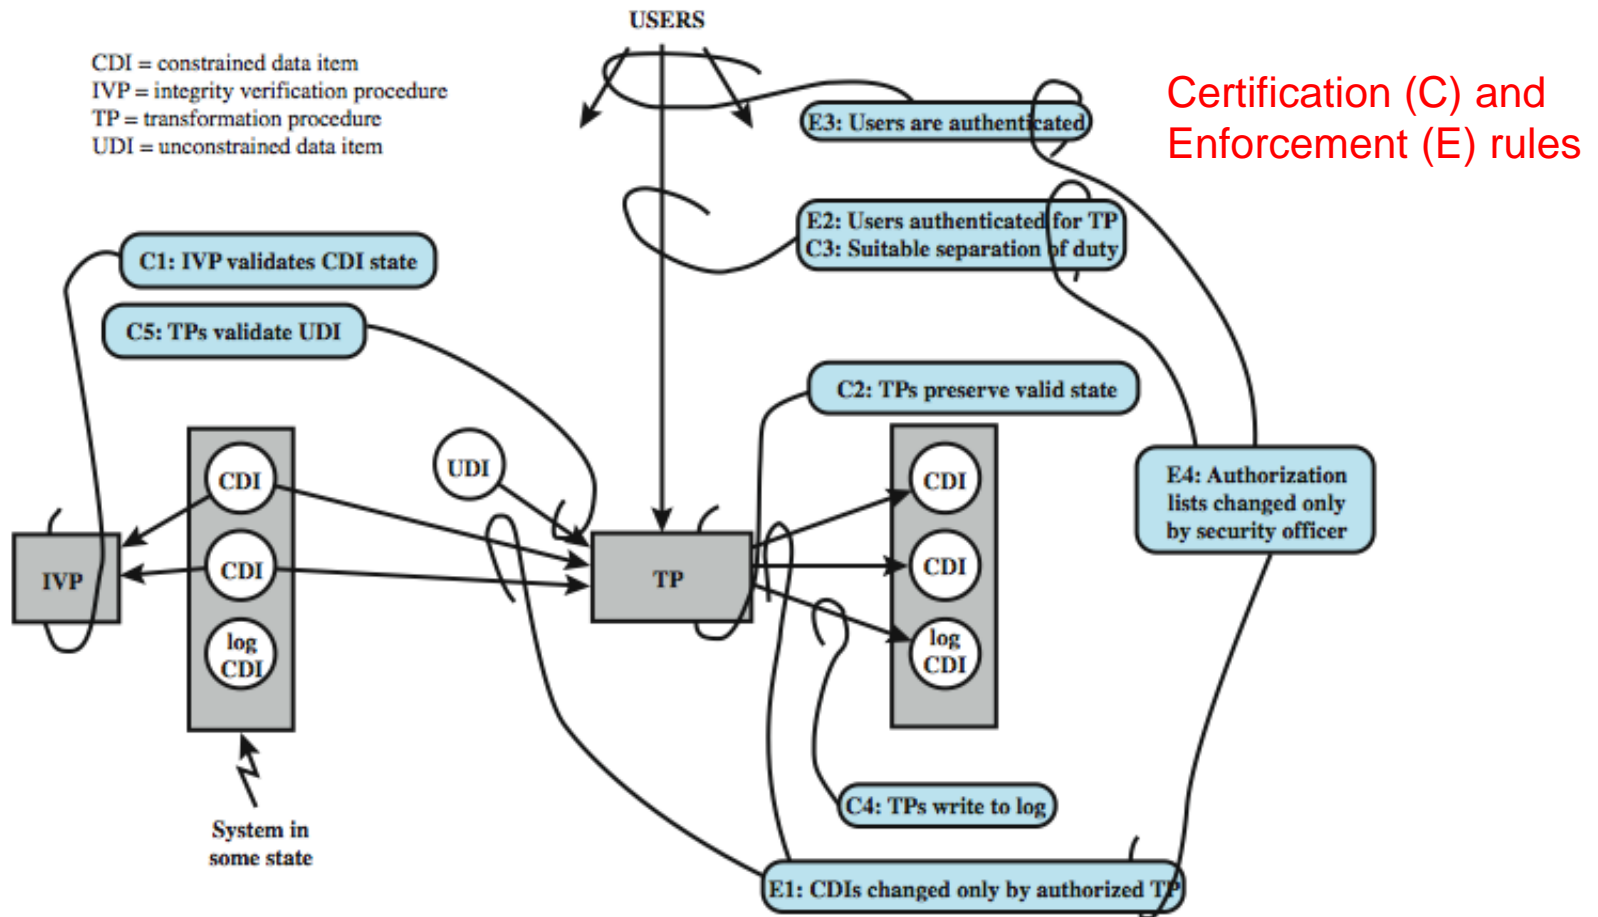 USERS
CDI = constrained data item
IVP = integrity verification procedure
TP = transformation procedure
UDI = unconstrained data item
Certification (C) and
Enforcement (E) rules
E3: Users are authenticated
E2: Users authenticated for TP
C3: Suitable separation of duty
C1: IVP validates CDI state
C5: TPs validate UDI
C2: TPs preserve valid state
CDI
UDI
CDI
E4: Authorization
lists changed only
by security officer
IVP
CDI
TP
CDI
log
CDI
log
CDI
C4: TPs write to log
System in
some state
E1: CDIs changed only by authorized TP